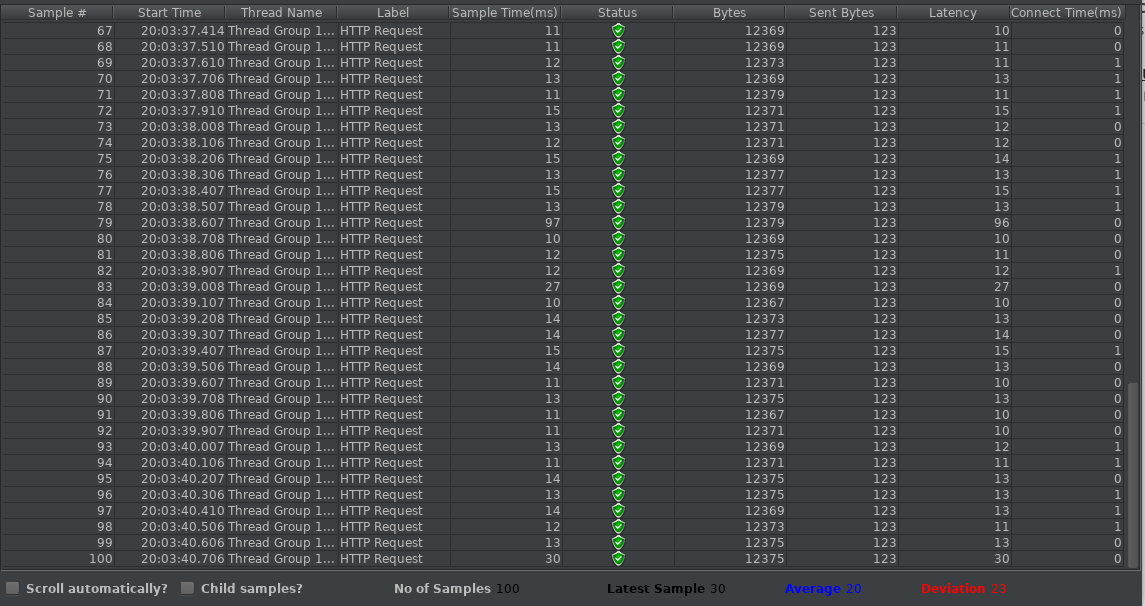 Sample # Start Time Thread Name Label Sample Time(ms) Status Bytes Sent Bytes Latency Connect Time(ms)
67 20:03:37.414 Thread Group 1... HTTP Request 11 12369 123 10 0
68 20:03:37.510 Thread Group 1... HTTP Request 11 12369 123 11 0
69 20:03:37.610 Thread Group 1... HTTP Request 12 12373 123 11 1
70 20:03:37.706 Thread Group 1... HTTP Request 13 12369 123 13 1
71 20:03:37.808 Thread Group 1... HTTP Request 11 12379 123 11 1
72 20:03:37.910 Thread Group 1... HTTP Request 15 12371 123 15 1
73 20:03:38.008 Thread Group 1... HTTP Request 13 12371 123 12 0
74 20:03:38.106 Thread Group 1... HTTP Request 12 12371 123 12 0
75 20:03:38.206 Thread Group 1... HTTP Request 15 12369 123 14 1
76 20:03:38.306 Thread Group 1... HTTP Request 13 12377 123 13 1
77 20:03:38.407 Thread Group 1... HTTP Request 15 12377 123 15 1
78 20:03:38.507 Thread Group 1... HTTP Request 13 12379 123 13 1
79 20:03:38.607 Thread Group 1... HTTP Request 97 12379 123 96 0
80 20:03:38.708 Thread Group 1... HTTP Request 10 12369 123 10 0
81 20:03:38.806 Thread Group 1... HTTP Request 12 12375 123 11 0
82 20:03:38.907 Thread Group 1... HTTP Request 12 12369 123 12 1
83 20:03:39.008 Thread Group 1... HTTP Request 27 12369 123 27 0
84 20:03:39.107 Thread Group 1... HTTP Request 10 12367 123 10 0
85 20:03:39.208 Thread Group 1... HTTP Request 14 12373 123 13 0
86 20:03:39.307 Thread Group 1... HTTP Request 14 12377 123 14 0
87 20:03:39.407 Thread Group 1... HTTP Request 15 12375 123 15 1
88 20:03:39.506 Thread Group 1... HTTP Request 14 12369 123 13 0
89 20:03:39.607 Thread Group 1... HTTP Request 11 12371 123 10 0
90 20:03:39.708 Thread Group 1... HTTP Request 13 12375 123 13 0
91 20:03:39.806 Thread Group 1... HTTP Request 11 12367 123 10 0
92 20:03:39.907 Thread Group 1... HTTP Request 11 12371 123 10 0
93 20:03:40.007 Thread Group 1... HTTP Request 13 12369 123 12 1
94 20:03:40.106 Thread Group 1... HTTP Request 11 12371 123 11 1
95 20:03:40.207 Thread Group 1... HTTP Request 14 12375 123 13 0
96 20:03:40.306 Thread Group 1... HTTP Request 13 12375 123 13 1
97 20:03:40.410 Thread Group 1... HTTP Request 14 12369 123 13 1
98 20:03:40.506 Thread Group 1... HTTP Request 12 12373 123 11 1
99 20:03:40.606 Thread Group 1... HTTP Request 13 12375 123 13 0
100 20:03:40.706 Thread Group 1... HTTP Request 30 12375 123 30 0
Scroll automatically? Child samples? No of Samples 100 Latest Sample 30 Average 20 Deviation 23